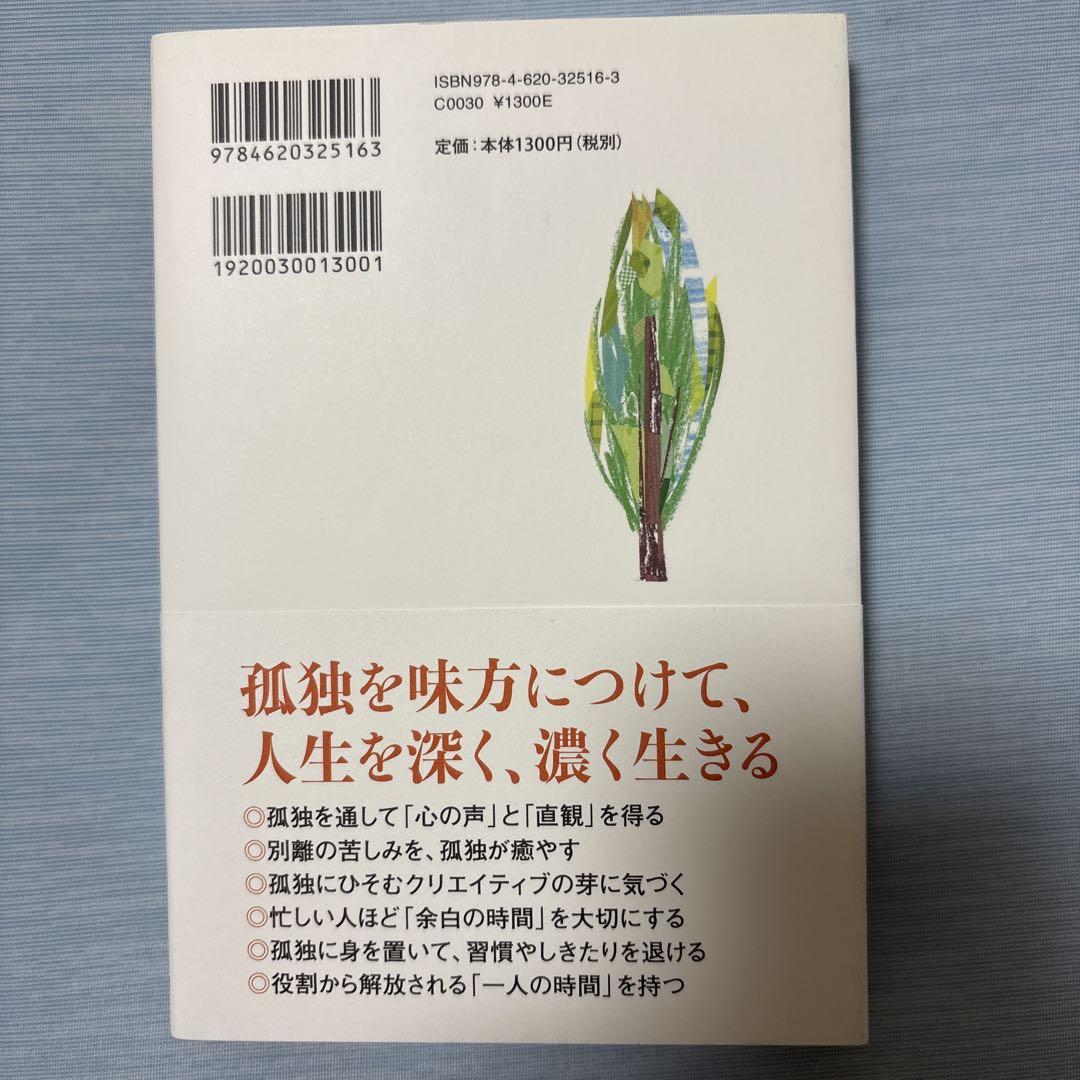 ISBN978-4-620-32516-3
C0030 ¥1300E
9784620325163
定価:本体1300円(税別)
1920030013001
孤独を味方につけて、
人生を深く、濃く生きる
◎孤独を通して「心の声」と「直観」を得る
◎別離の苦しみを、孤独が癒やす
◎孤独にひそむクリエイティブの芽に気づく
◎忙しい人ほど「余白の時間」を大切にする
◎孤独に身を置いて、習慣やしきたりを退ける
◎役割から解放される「一人の時間」を持つ